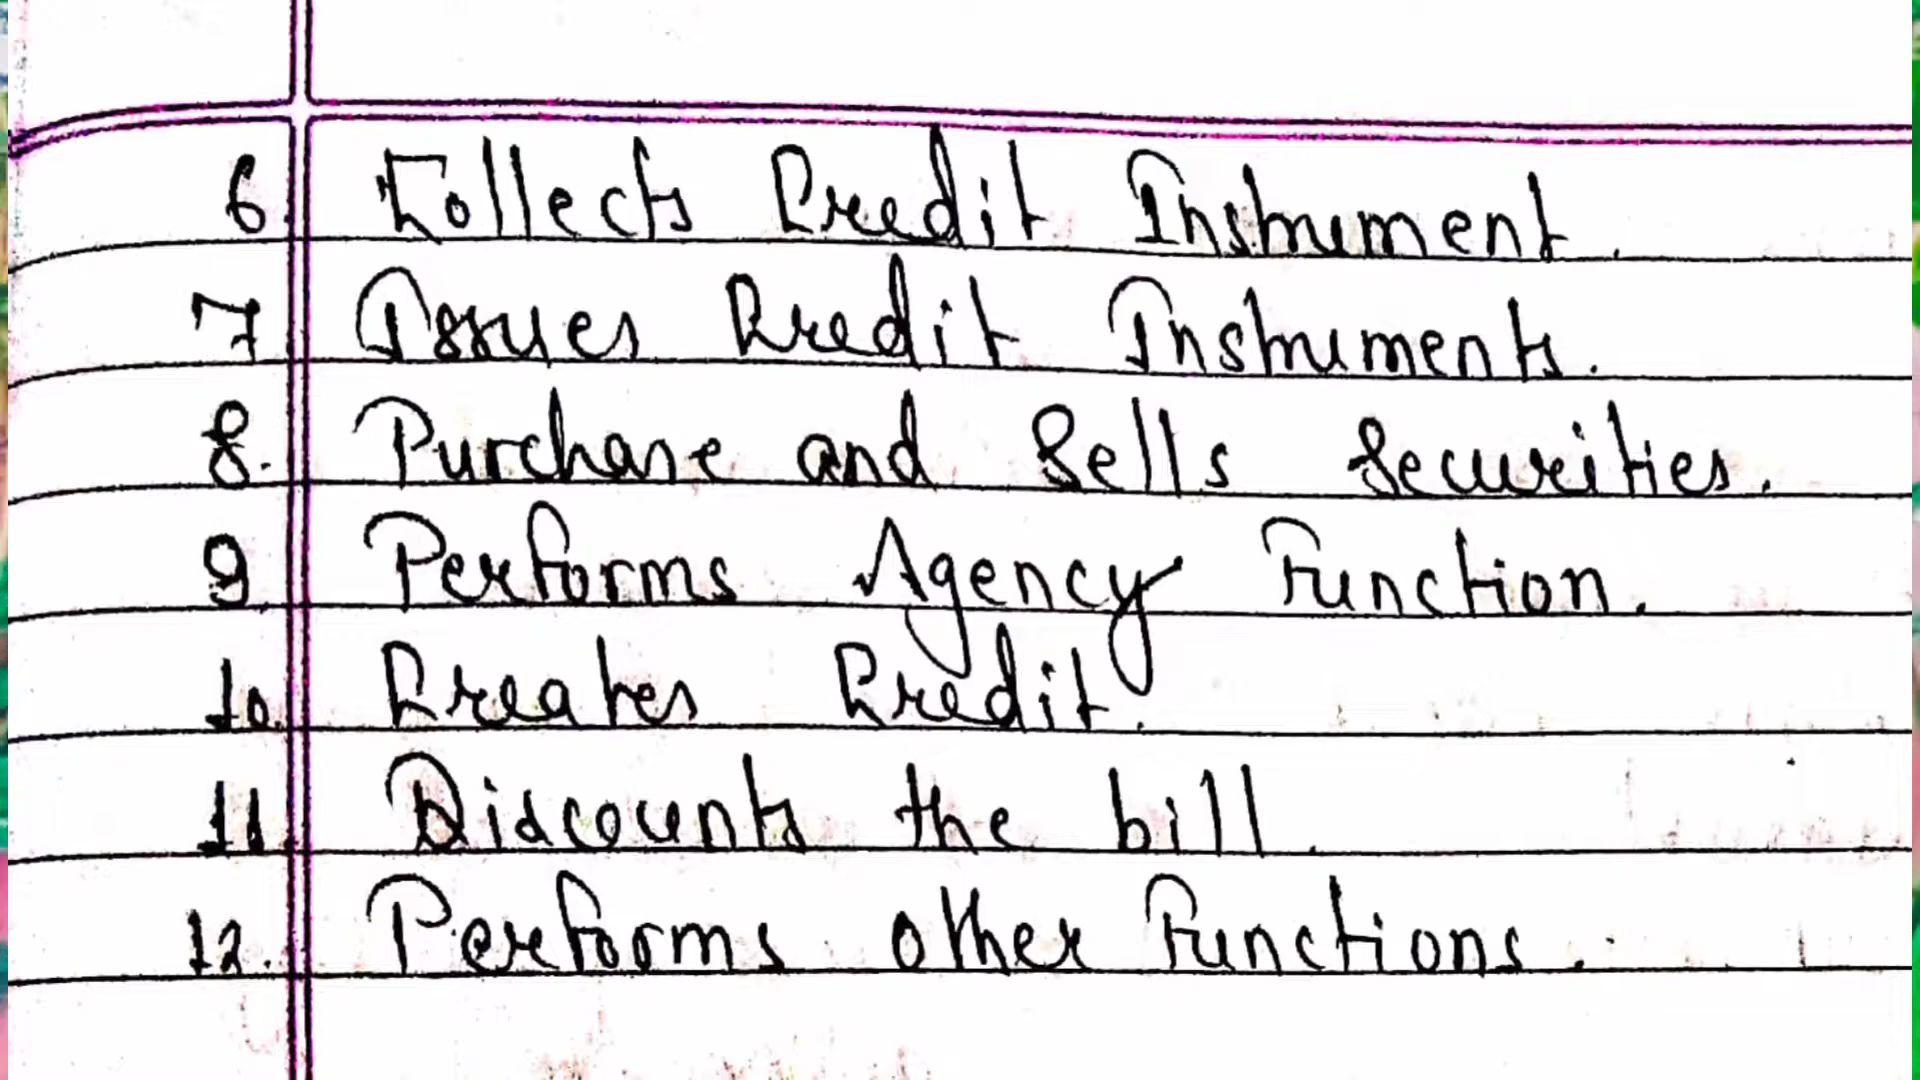 6. Collects Credit Instrument.
7. Issues Credit Instruments.
8. Purchase and Sells Securities.
9. Performs Agency Function.
10. Creates Credit.
11. Discounts the bill.
12. Performs other Functions.